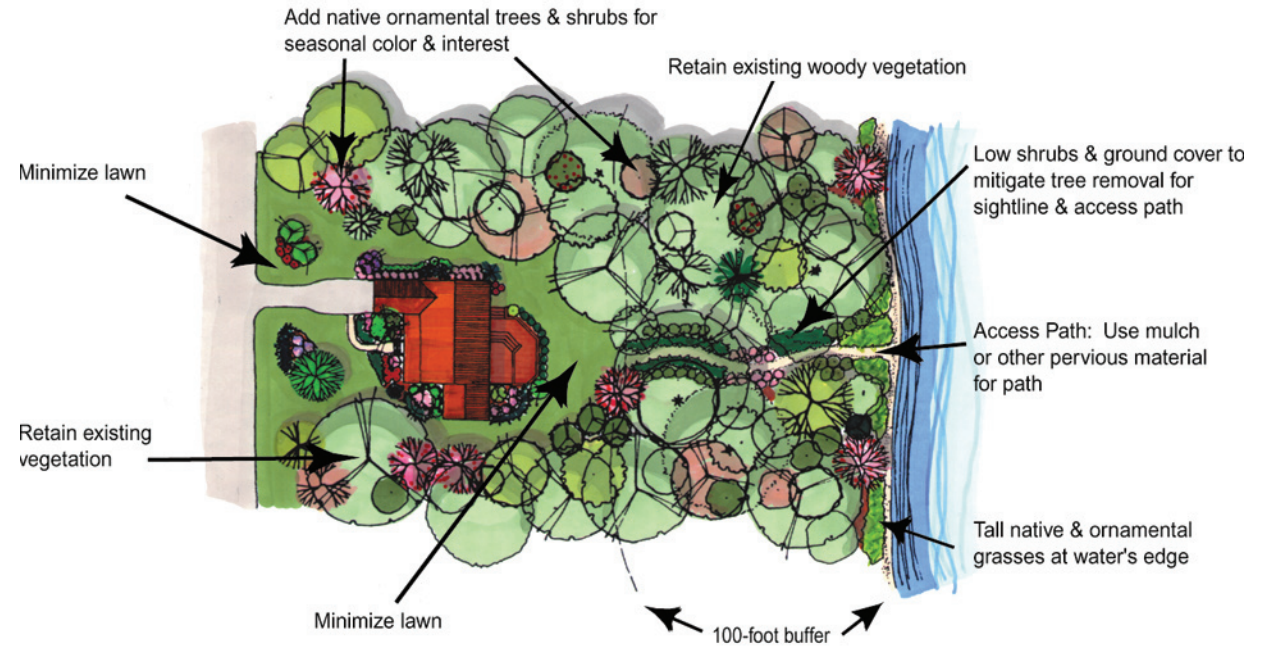 Add native ornamental trees & shrubs for
seasonal color & interest
Retain existing woody vegetation
Minimize lawn
Low shrubs & ground cover to
mitigate tree removal for
sightline & access path
Access Path: Use mulch
or other pervious material
for path
Retain existing
vegetation
Tall native & ornamental
grasses at water's edge
Minimize lawn
100-foot buffer